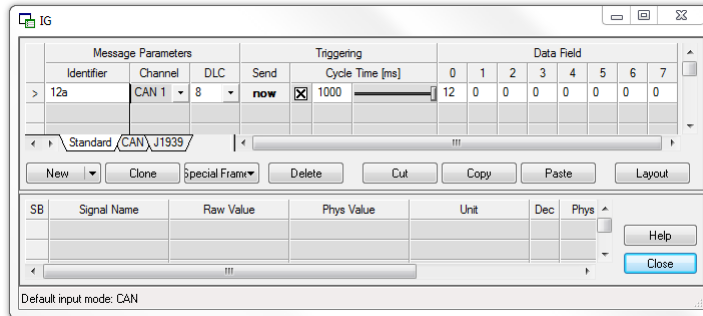 IG
Message Parameters Triggering Data Field
Identifier Channel DLC Send Cycle Time [ms] 0 1 2 3 4 5 6 7
> 12a CAN 1 8 now 1000 12 0 0 0 0 0 0 0
Standard CAN J1939
New Clone Special Frame Delete Cut Copy Paste Layout
SB Signal Name Raw Value Phys Value Unit Dec Phys
Help
Close
Default input mode: CAN